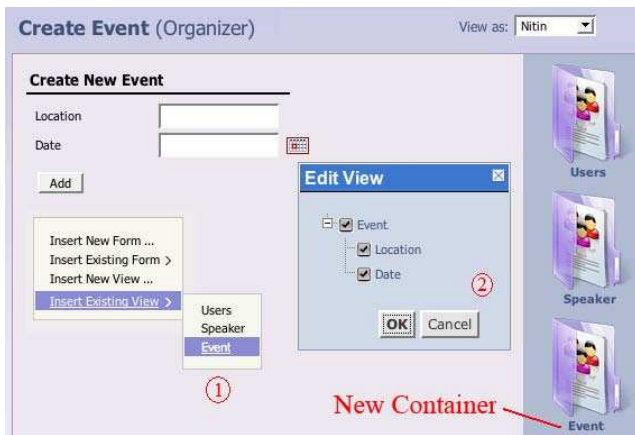 Create Event (Organizer)
View as: Nitin
Create New Event
Location
Date
Add
Insert New Form ...
Insert Existing Form >
Insert New View ...
Insert Existing View >
Users
Speaker
Event
1
Edit View
Event
Location
Date
2
OK Cancel
Users
Speaker
New Container
Event